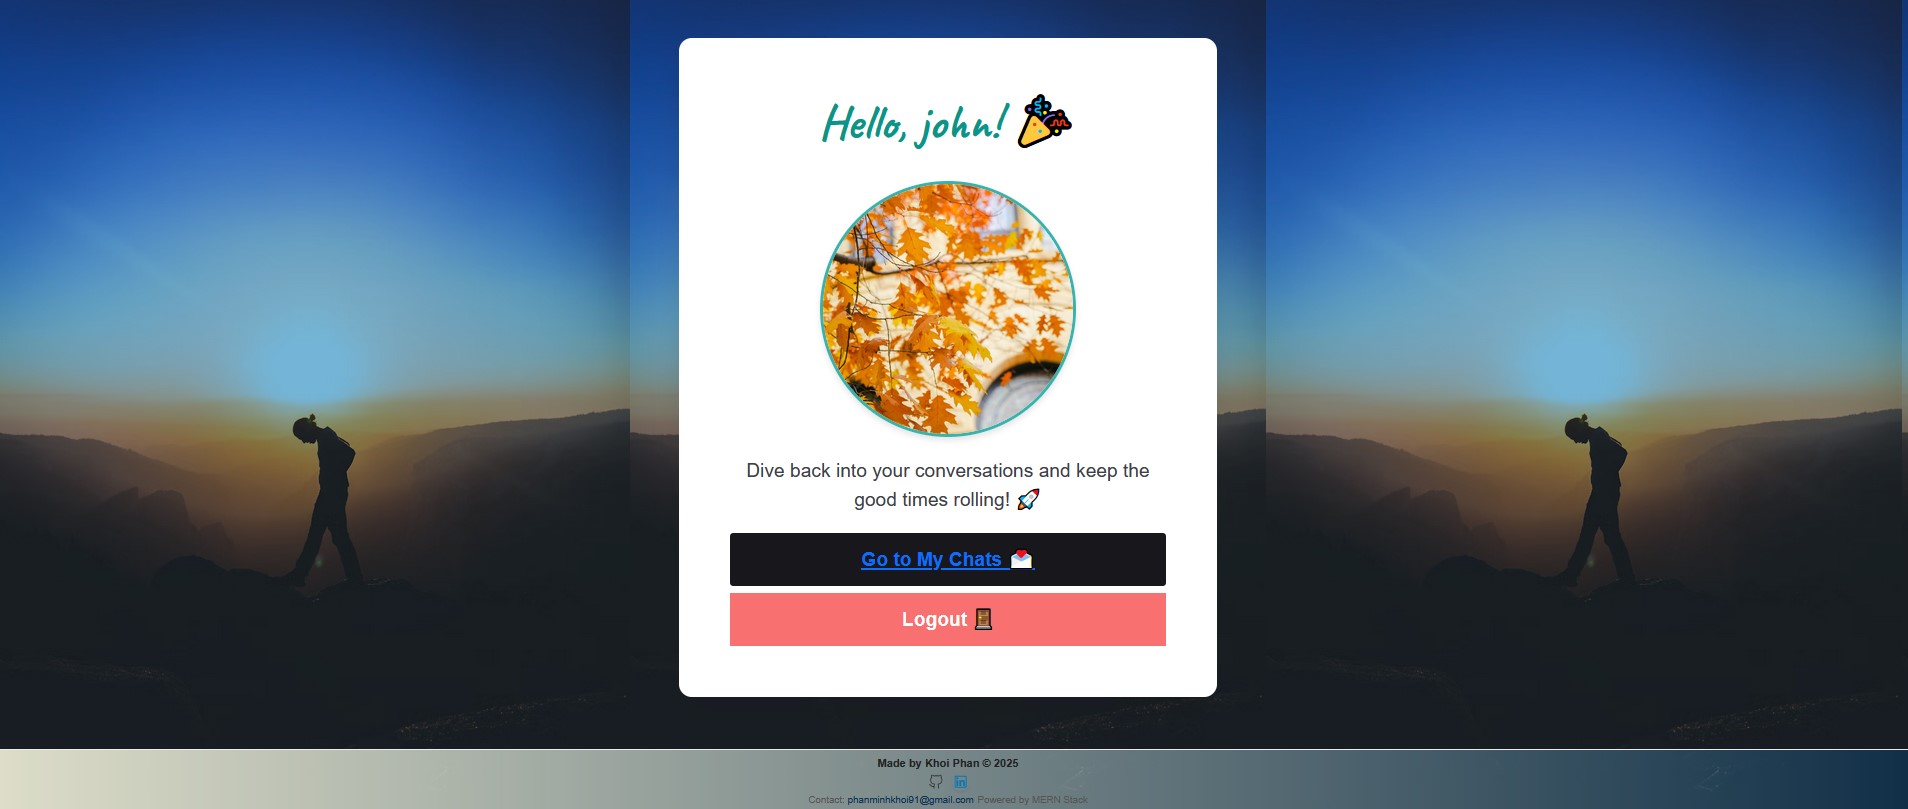 Hello, john! 🎉
Dive back into your conversations and keep the
good times rolling! 🚀
Go to My Chats 💌
Logout 🚪
Made by Khoi Phan © 2025
in
Contact: phanminhkhoi91@gmail.com Powered by MERN Stack